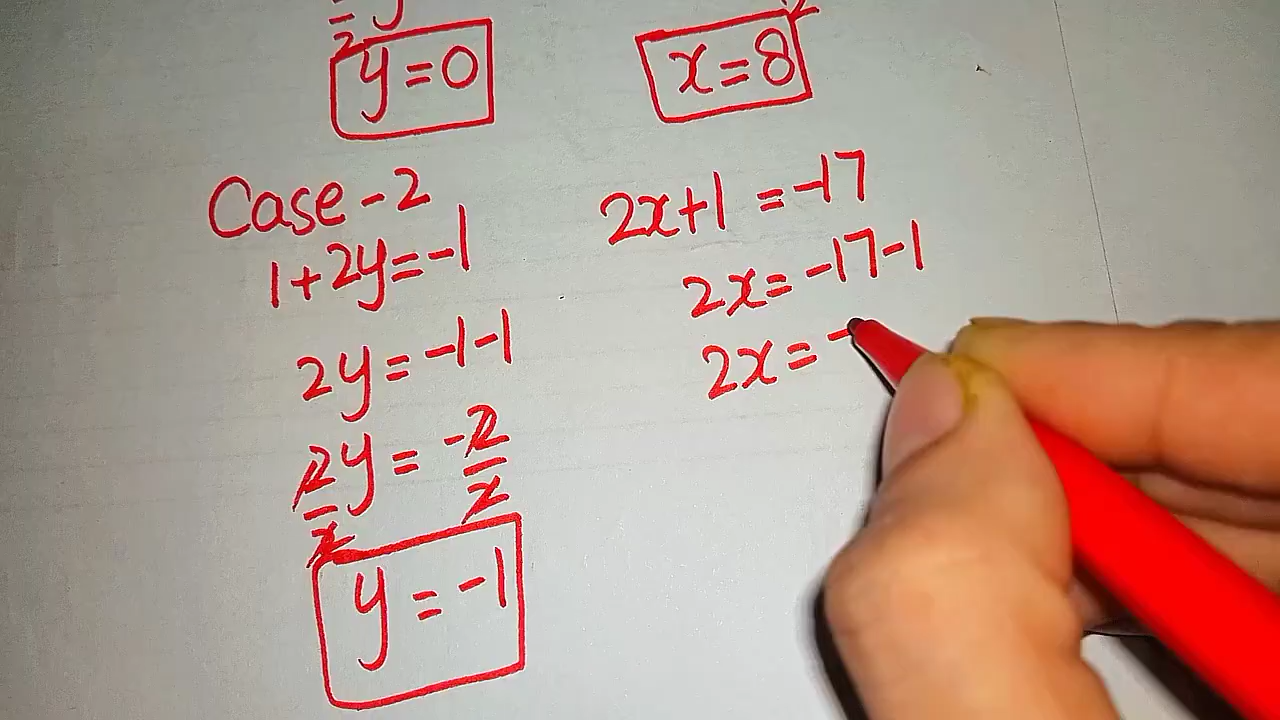 y=0
x=8
Case-2
1+2y=-1
2y=-1-1
2/2 y = -2/2
y=-1
2x+1=-17
2x=-17-1
2x=-